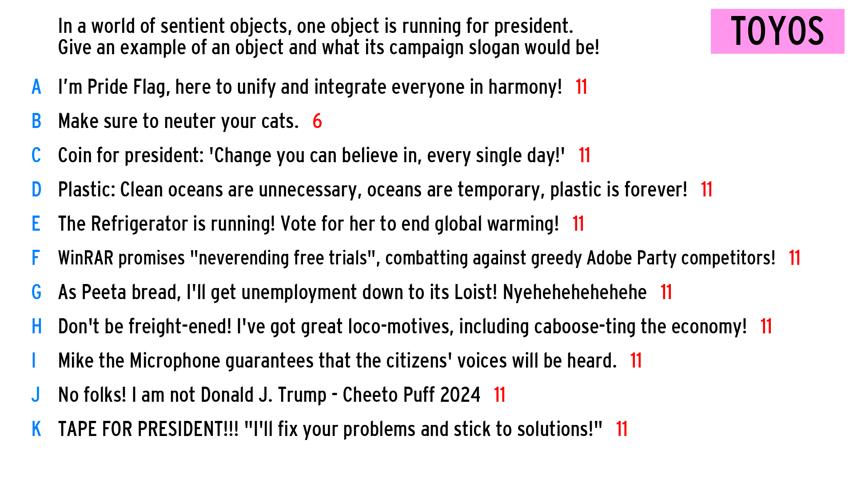 In a world of sentient objects, one object is running for president.
Give an example of an object and what its campaign slogan would be!
TOYOS
A I'm Pride Flag, here to unify and integrate everyone in harmony! 11
B Make sure to neuter your cats. 6
C Coin for president: 'Change you can believe in, every single day!' 11
D Plastic: Clean oceans are unnecessary, oceans are temporary, plastic is forever! 11
E The Refrigerator is running! Vote for her to end global warming! 11
F WinRAR promises "neverending free trials", combatting against greedy Adobe Party competitors! 11
G As Peeta bread, I'll get unemployment down to its Loist! Nyehehehehehehe 11
H Don't be freight-ened! I've got great loco-motives, including caboose-ting the economy! 11
I Mike the Microphone guarantees that the citizens' voices will be heard. 11
J No folks! I am not Donald J. Trump - Cheeto Puff 2024 11
K TAPE FOR PRESIDENT!!! "I'll fix your problems and stick to solutions!" 11